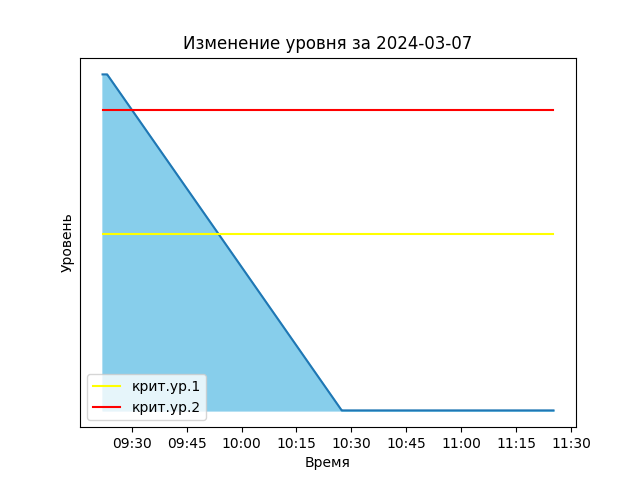 Изменение уровня за 2024-03-07
Уровень
крит.ур.1
крит.ур.2
09:30 09:45 10:00 10:15 10:30 10:45 11:00 11:15 11:30
Время